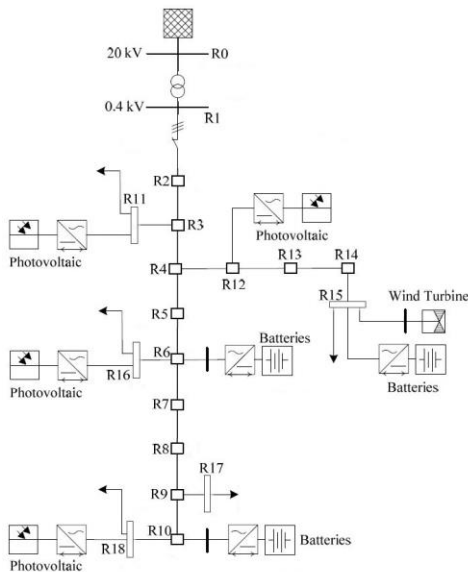 20 kV R0
0.4 kV R1
R2
R11
R3
Photovoltaic
Photovoltaic
R4
R12
R13
R14
R15
Wind Turbine
R5
Batteries
R6
R16
Photovoltaic
Batteries
R7
R8
R17
R9
R10
R18
Batteries
Photovoltaic